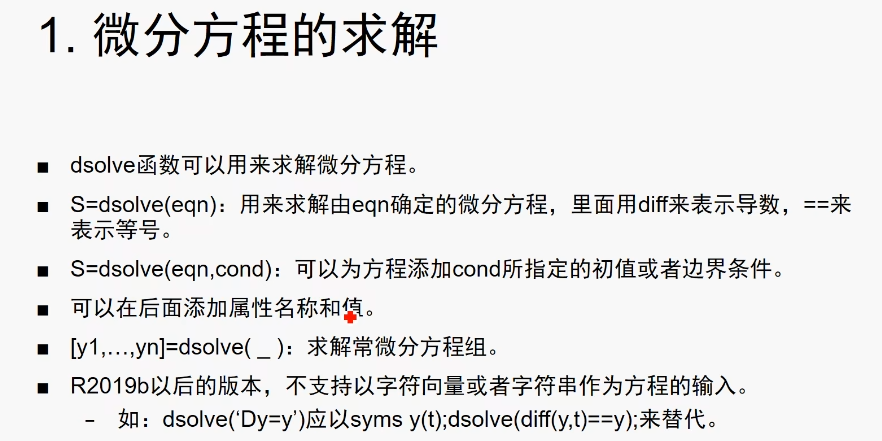 1. 微分方程的求解
■ dsolve函数可以用来求解微分方程。
■ S=dsolve(eqn)：用来求解由eqn确定的微分方程，里面用diff来表示导数，==来
表示等号。
■ S=dsolve(eqn,cond)：可以为方程添加cond所指定的初值或者边界条件。
■ 可以在后面添加属性名称和值。
■ [y1,…,yn]=dsolve( _ )：求解常微分方程组。
■ R2019b以后的版本，不支持以字符向量或者字符串作为方程的输入。
– 如：dsolve(‘Dy=y’)应以syms y(t);dsolve(diff(y,t)==y);来替代。